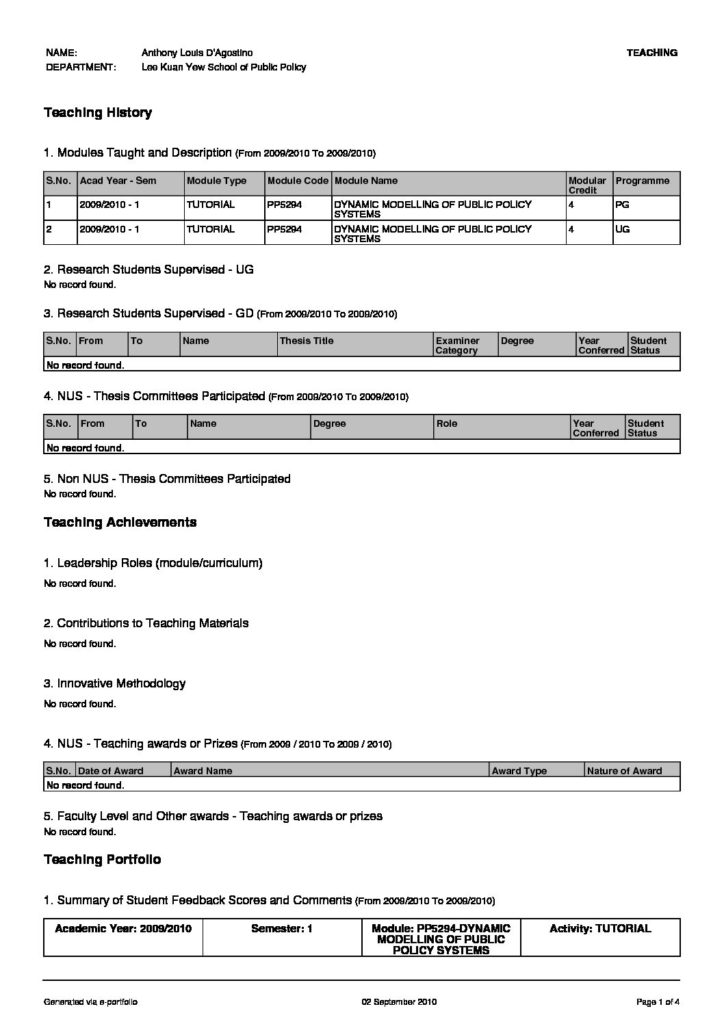 NAME: Anthony Louis D'Agostino TEACHING
DEPARTMENT: Lee Kuan Yew School of Public Policy
Teaching History
1. Modules Taught and Description (From 2009/2010 To 2009/2010)
S.No. Acad Year - Sem Module Type Module Code Module Name Modular Programme
Credit
1 2009/2010 - 1 TUTORIAL PP5294 DYNAMIC MODELLING OF PUBLIC POLICY 4 PG
SYSTEMS
2 2009/2010 - 1 TUTORIAL PP5294 DYNAMIC MODELLING OF PUBLIC POLICY 4 UG
SYSTEMS
2. Research Students Supervised - UG
No record found.
3. Research Students Supervised - GD (From 2009/2010 To 2009/2010)
S.No. From To Name Thesis Title Examiner Degree Year Student
Category Conferred Status
No record found.
4. NUS - Thesis Committees Participated (From 2009/2010 To 2009/2010)
S.No. From To Name Degree Role Year Student
Conferred Status
No record found.
5. Non NUS - Thesis Committees Participated
No record found.
Teaching Achievements
1. Leadership Roles (module/curriculum)
No record found.
2. Contributions to Teaching Materials
No record found.
3. Innovative Methodology
No record found.
4. NUS - Teaching awards or Prizes (From 2009 / 2010 To 2009 / 2010)
S.No. Date of Award Award Name Award Type Nature of Award
No record found.
5. Faculty Level and Other awards - Teaching awards or prizes
No record found.
Teaching Portfolio
1. Summary of Student Feedback Scores and Comments (From 2009/2010 To 2009/2010)
Academic Year: 2009/2010 Semester: 1 Module: PP5294-DYNAMIC Activity: TUTORIAL
MODELLING OF PUBLIC
POLICY SYSTEMS
Generated via e-portfolio 02 September 2010 Page 1 of 4